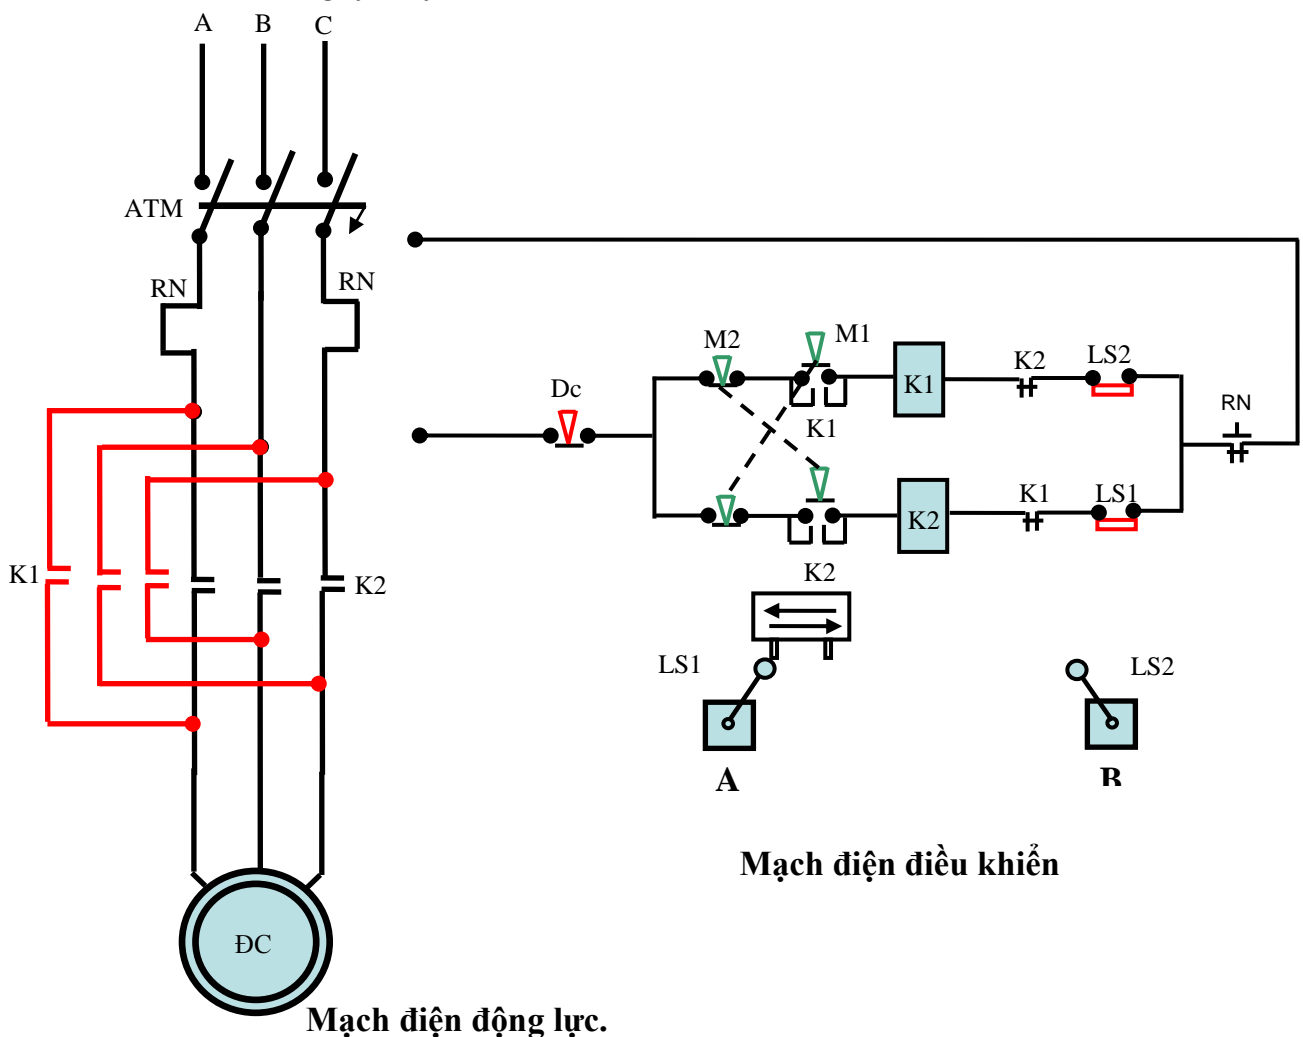 A B C
ATM
RN RN
M2 M1
K2 LS2
Dc
K1
RN
K1
K1 LS1
K2
K1 K2
K2
LS1 LS2
A B
Mạch điện điều khiển
ĐC
Mạch điện động lực.